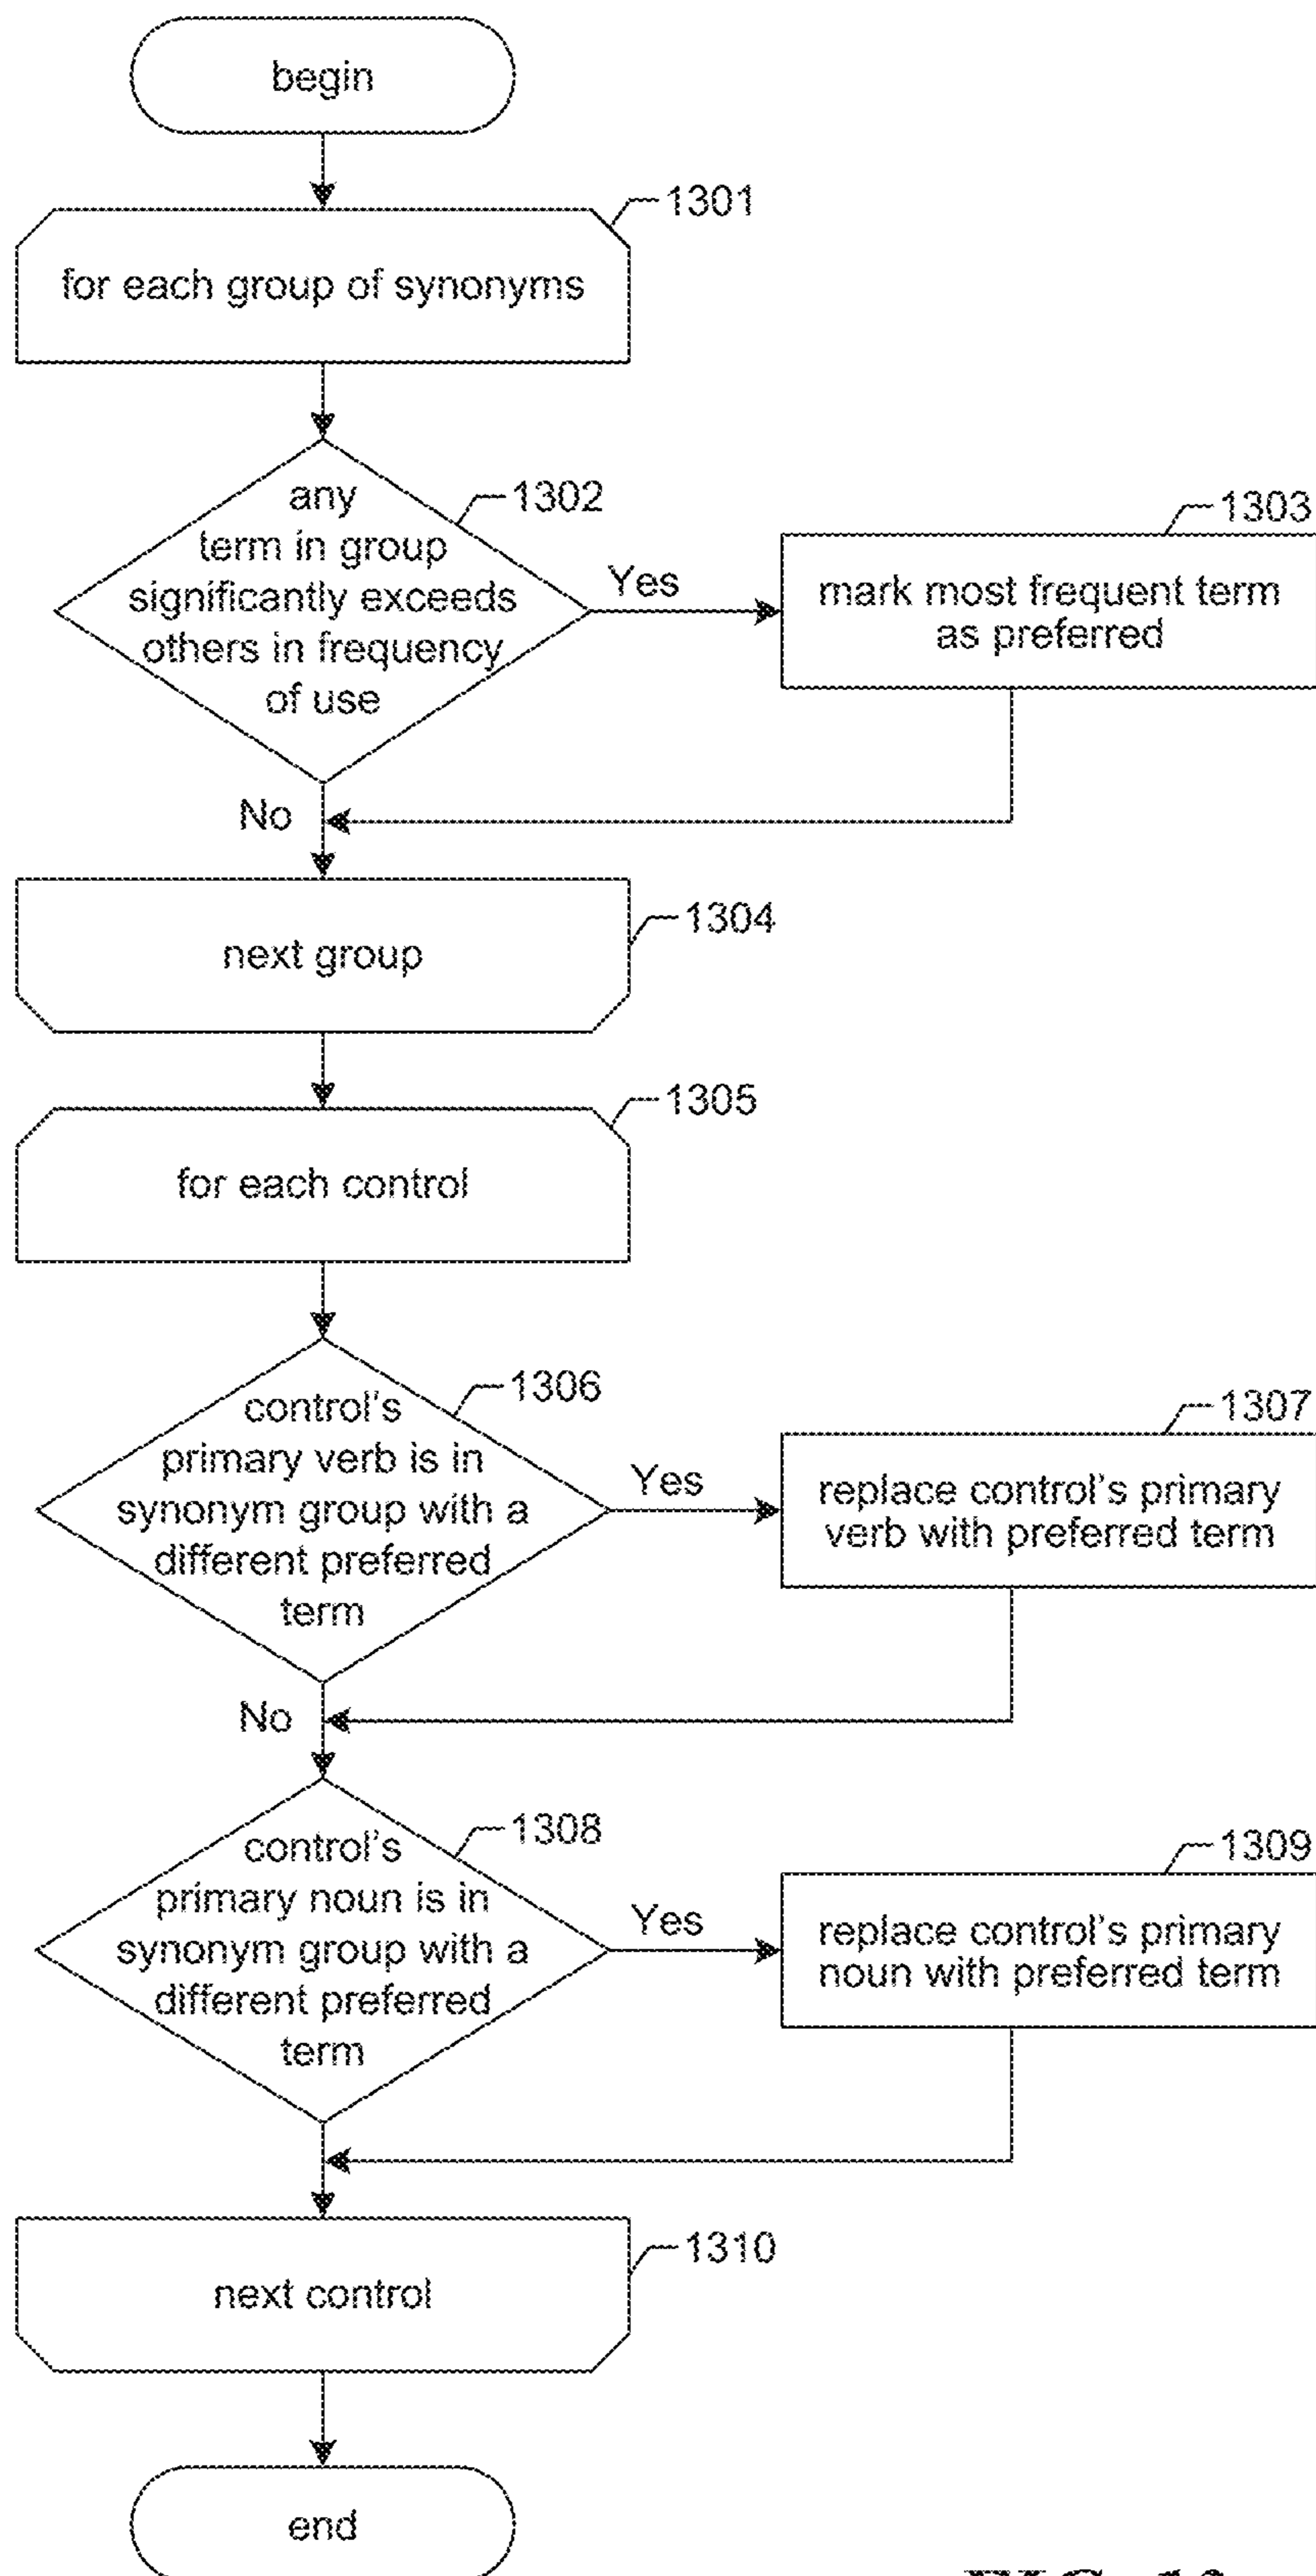 begin
1301
for each group of synonyms
any
term in group
significantly exceeds
others in frequency
of use
1302
Yes
1303
mark most frequent term
as preferred
No
next group
1304
1305
for each control
control's
primary verb is in
synonym group with a
different preferred
term
1306
Yes
1307
replace control's primary
verb with preferred term
No
control's
primary noun is in
synonym group with a
different preferred
term
1308
Yes
1309
replace control's primary
noun with preferred term
next control
1310
end